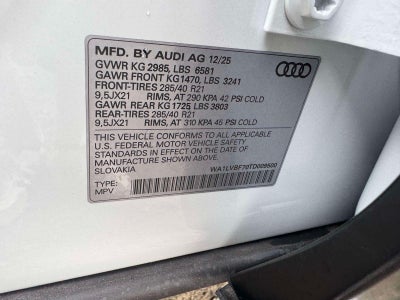 MFD. BY AUDI AG 12/25
GVWR KG 2985, LBS 6581
GAWR FRONT KG1470, LBS 3241
FRONT-TIRES 285/40 R21
9,5JX21 RIMS, AT 290 KPA 42 PSI COLD
GAWR REAR KG 1725, LBS 3803
REAR-TIRES 285/40 R21
9,5JX21 RIMS, AT 310 KPA 45 PSI COLD
THIS VEHICLE CONFORMS TO ALL APPLICABLE
U.S. FEDERAL MOTOR VEHICLE SAFETY
STANDARDS IN EFFECT ON THE DATE OF
MANUFACTURE SHOWN ABOVE.
SLOVAKIA
WA1LVBF70TD009500
TYPE:
MPV